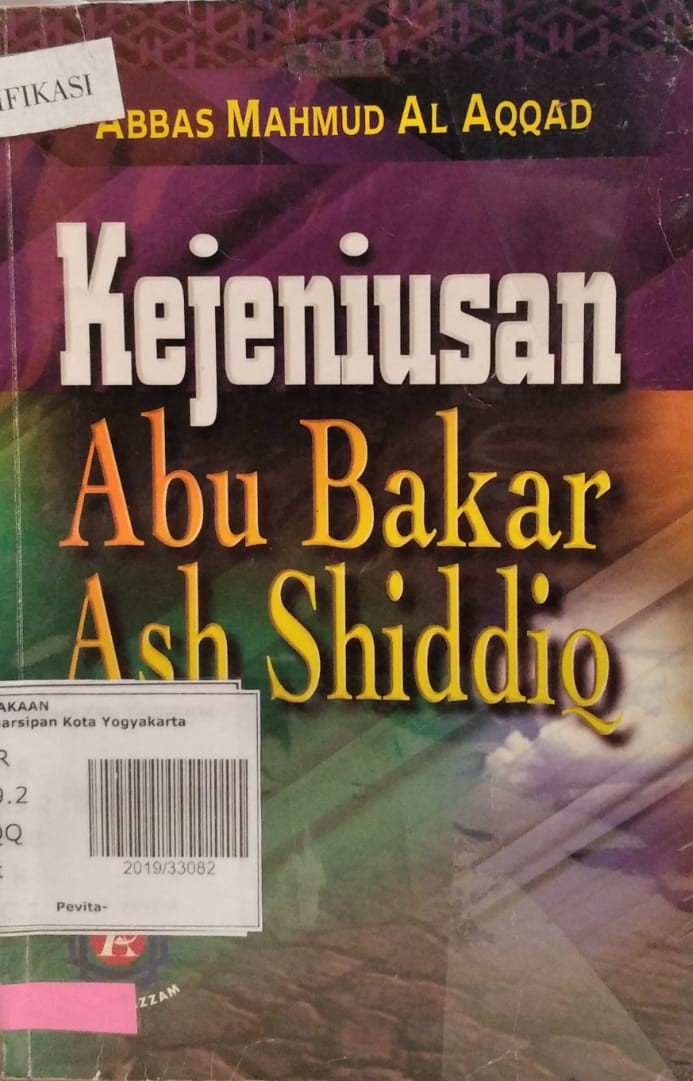 IFIKASI
ABBAS MAHMUD AL AQQAD
Kejeniusan
Abu Bakar
Ash Shiddiq
AKAAN
arsipan Kota Yogyakarta
R
9.2
QQ
K
2019/33082
Pevita-
ZZAM